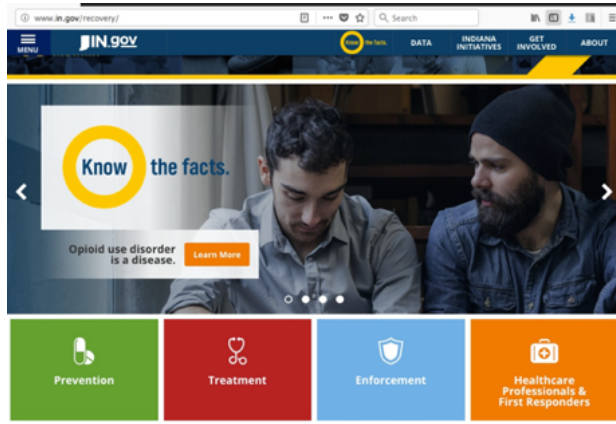 www.in.gov/recovery/
Search
MENU
IN.gov
Know the facts.
DATA
INDIANA
INITIATIVES
GET
INVOLVED
ABOUT
Know the facts.
Opioid use disorder
is a disease.
Learn More
Prevention
Treatment
Enforcement
Healthcare
Professionals &
First Responders